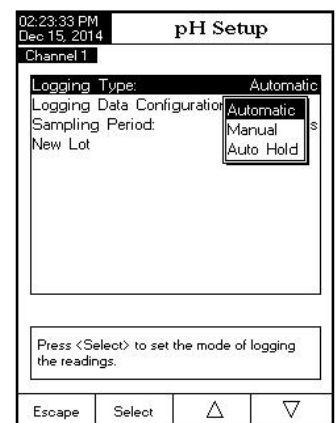 02:23:33 PM
Dec 15, 2014
pH Setup
Channel 1
Logging Type: Automatic
Logging Data Configuration
Sampling Period: s
New Lot
Automatic
Manual
Auto Hold
Press <Select> to set the mode of logging
the readings.
Escape Select △ ▽